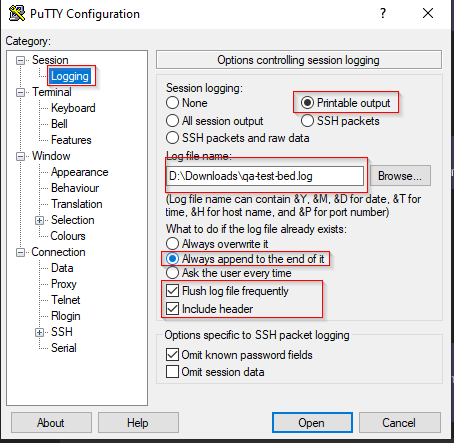 PuTTY Configuration
Category:
Session
Logging
Terminal
Keyboard
Bell
Features
Window
Appearance
Behaviour
Translation
Selection
Colours
Connection
Data
Proxy
Telnet
Rlogin
SSH
Serial
Options controlling session logging
Session logging:
None
Printable output
All session output
SSH packets
SSH packets and raw data
Log file name:
D:\Downloads\qa-test-bed.log
Browse...
(Log file name can contain &Y, &M, &D for date, &T for
time, &H for host name, and &P for port number)
What to do if the log file already exists:
Always overwrite it
Always append to the end of it
Ask the user every time
Flush log file frequently
Include header
Options specific to SSH packet logging
Omit known password fields
Omit session data
About
Help
Open
Cancel